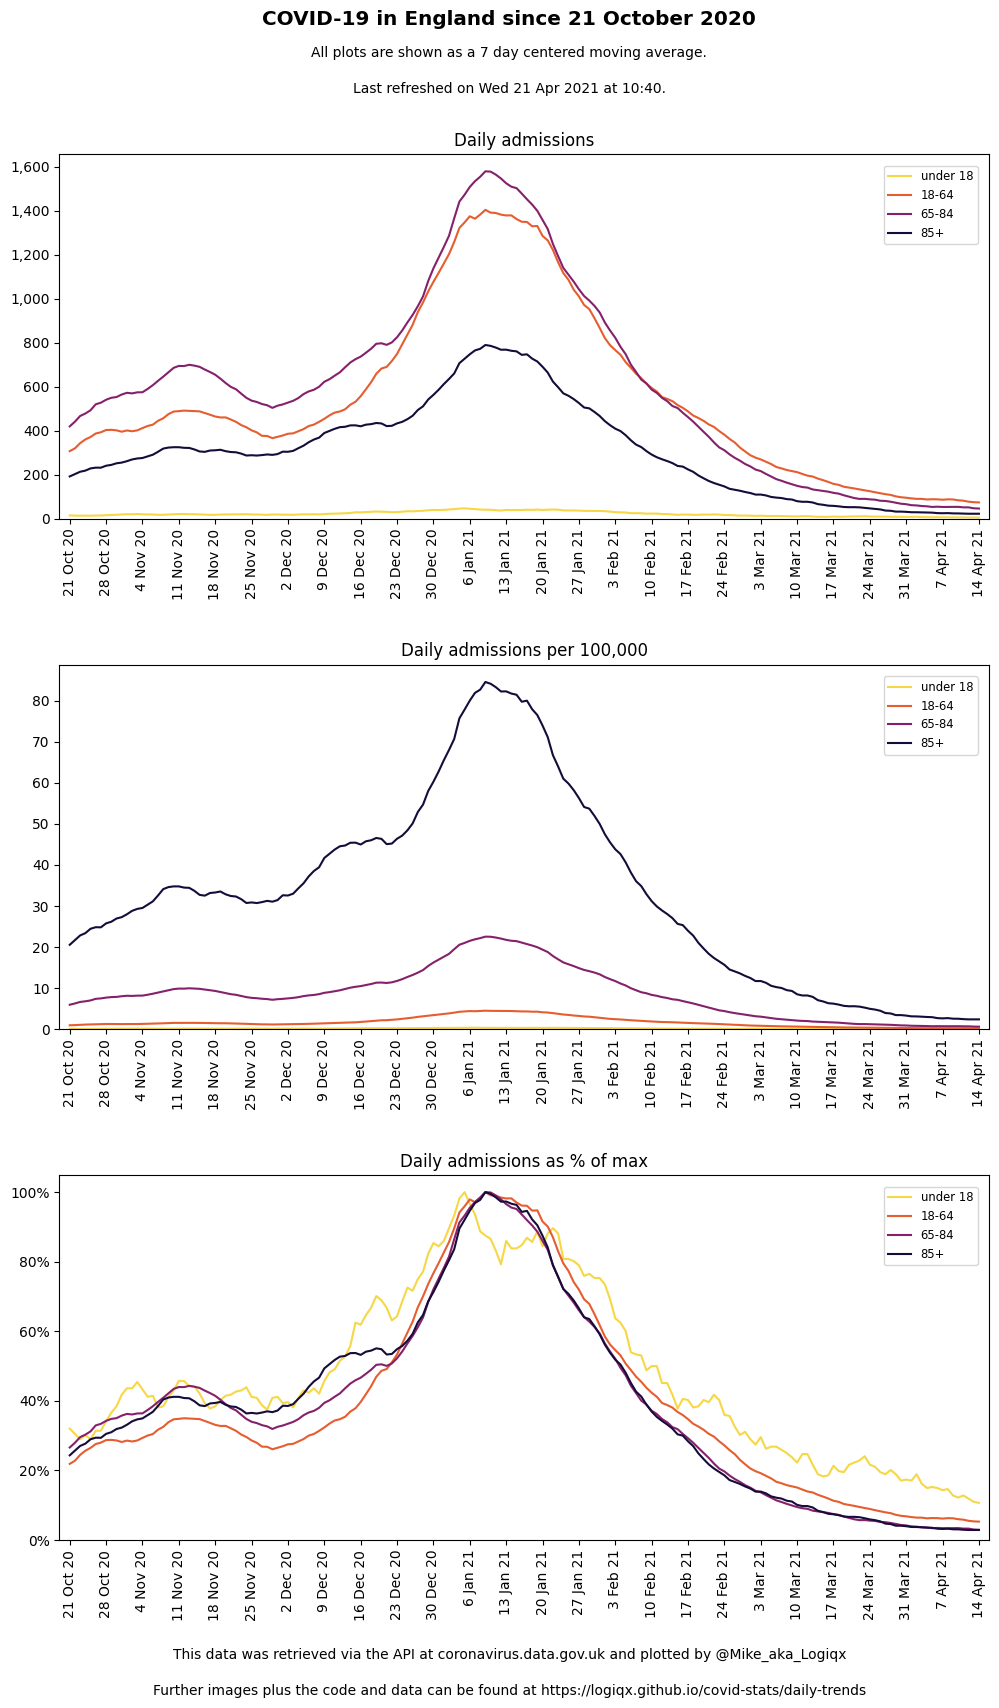 COVID-19 in England since 21 October 2020
All plots are shown as a 7 day centered moving average.
Last refreshed on Wed 21 Apr 2021 at 10:40.
Daily admissions
1,600
1,400
1,200
1,000
800
600
400
200
0
under 18
18-64
65-84
85+
21 Oct 20
28 Oct 20
4 Nov 20
11 Nov 20
18 Nov 20
25 Nov 20
2 Dec 20
9 Dec 20
16 Dec 20
23 Dec 20
30 Dec 20
6 Jan 21
13 Jan 21
20 Jan 21
27 Jan 21
3 Feb 21
10 Feb 21
17 Feb 21
24 Feb 21
3 Mar 21
10 Mar 21
17 Mar 21
24 Mar 21
31 Mar 21
7 Apr 21
14 Apr 21
Daily admissions per 100,000
80
70
60
50
40
30
20
10
0
under 18
18-64
65-84
85+
21 Oct 20
28 Oct 20
4 Nov 20
11 Nov 20
18 Nov 20
25 Nov 20
2 Dec 20
9 Dec 20
16 Dec 20
23 Dec 20
30 Dec 20
6 Jan 21
13 Jan 21
20 Jan 21
27 Jan 21
3 Feb 21
10 Feb 21
17 Feb 21
24 Feb 21
3 Mar 21
10 Mar 21
17 Mar 21
24 Mar 21
31 Mar 21
7 Apr 21
14 Apr 21
Daily admissions as % of max
100%
80%
60%
40%
20%
0%
under 18
18-64
65-84
85+
21 Oct 20
28 Oct 20
4 Nov 20
11 Nov 20
18 Nov 20
25 Nov 20
2 Dec 20
9 Dec 20
16 Dec 20
23 Dec 20
30 Dec 20
6 Jan 21
13 Jan 21
20 Jan 21
27 Jan 21
3 Feb 21
10 Feb 21
17 Feb 21
24 Feb 21
3 Mar 21
10 Mar 21
17 Mar 21
24 Mar 21
31 Mar 21
7 Apr 21
14 Apr 21
This data was retrieved via the API at coronavirus.data.gov.uk and plotted by @Mike_aka_Logiqx
Further images plus the code and data can be found at https://logiqx.github.io/covid-stats/daily-trends